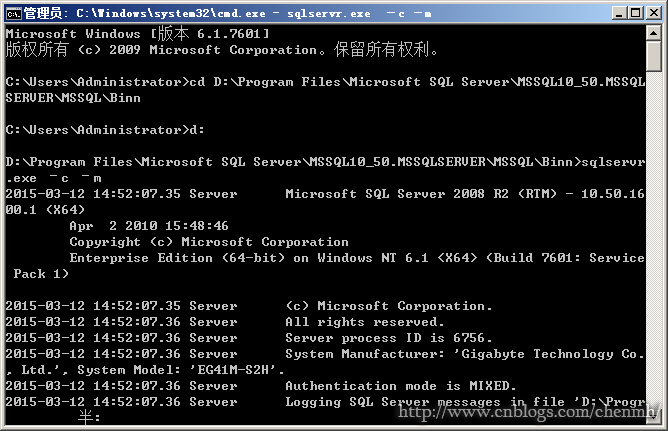 管理员: C:\Windows\system32\cmd.exe - sqlservr.exe －c －m
Microsoft Windows [版本 6.1.7601]
版权所有 (c) 2009 Microsoft Corporation。保留所有权利。
C:\Users\Administrator>cd D:\Program Files\Microsoft SQL Server\MSSQL10_50.MSSQL
SERVER\MSSQL\Binn
C:\Users\Administrator>d:
D:\Program Files\Microsoft SQL Server\MSSQL10_50.MSSQLSERVER\MSSQL\Binn>sqlservr
.exe －c －m
2015-03-12 14:52:07.35 Server      Microsoft SQL Server 2008 R2 (RTM) - 10.50.16
00.1 (X64)
Apr  2 2010 15:48:46
Copyright (c) Microsoft Corporation
Enterprise Edition (64-bit) on Windows NT 6.1 <X64> (Build 7601: Service
Pack 1)
2015-03-12 14:52:07.35 Server      (c) Microsoft Corporation.
2015-03-12 14:52:07.36 Server      All rights reserved.
2015-03-12 14:52:07.36 Server      Server process ID is 6756.
2015-03-12 14:52:07.36 Server      System Manufacturer: 'Gigabyte Technology Co.
, Ltd.', System Model: 'EG41M-S2H'.
2015-03-12 14:52:07.36 Server      Authentication mode is MIXED.
2015-03-12 14:52:07.36 Server      Logging SQL Server messages in file 'D:\Progr
半:
http://www.cnblogs.com/chenmh/